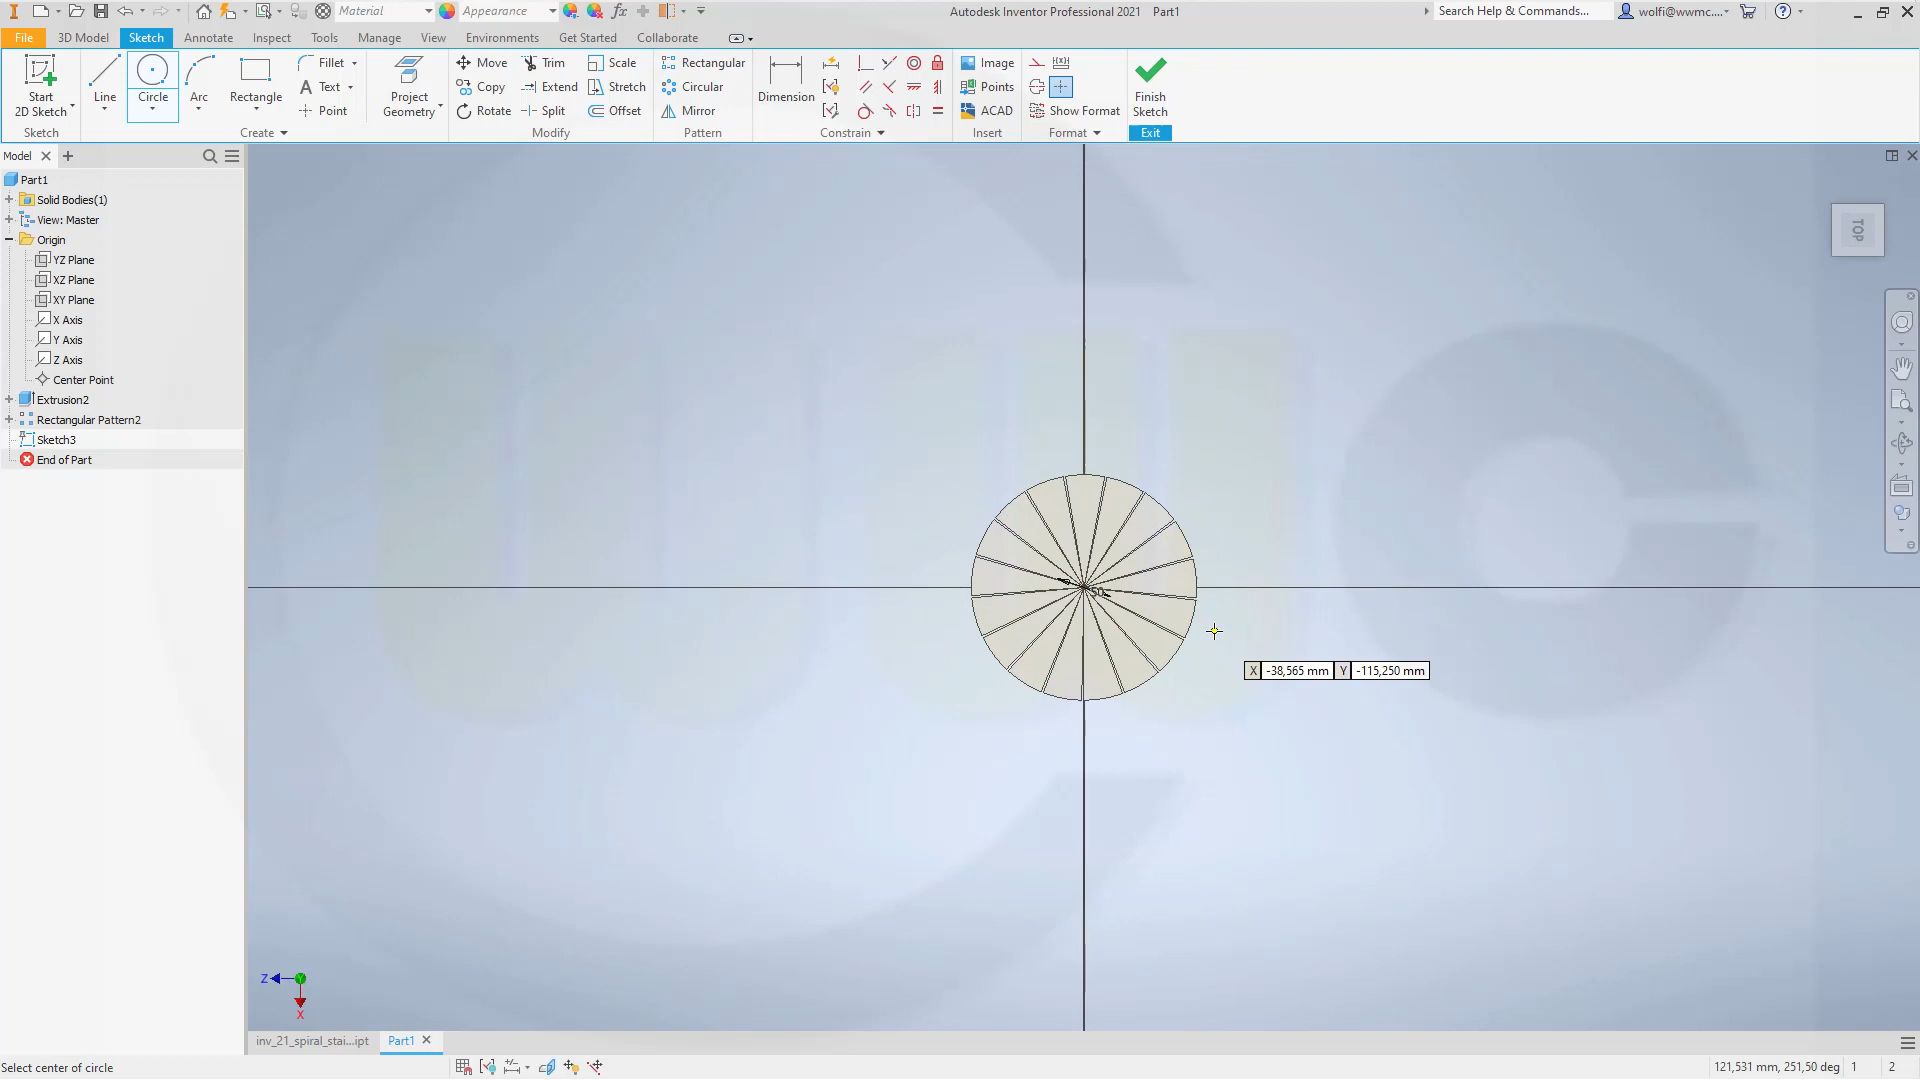 Material
Appearance
Autodesk Inventor Professional 2021 Part1
Search Help & Commands...
wolfi@wwmc....
File 3D Model Sketch Annotate Inspect Tools Manage View Environments Get Started Collaborate
Start
2D Sketch
Line
Circle
Arc
Rectangle
Fillet
Text
Point
Project
Geometry
Move
Copy
Rotate
Trim
Extend
Split
Scale
Stretch
Offset
Rectangular
Circular
Mirror
Dimension
Image
Points
ACAD
Show Format
Finish
Sketch
Sketch Create Modify Pattern Constrain Insert Format Exit
Model
Part1
Solid Bodies(1)
View: Master
Origin
YZ Plane
XZ Plane
XY Plane
X Axis
Y Axis
Z Axis
Center Point
Extrusion2
Rectangular Pattern2
Sketch3
End of Part
TOP
X -38,565 mm Y -115,250 mm
Z
X
inv_21_spiral_stai...ipt Part1
Select center of circle
121,531 mm, 251,50 deg 1 2